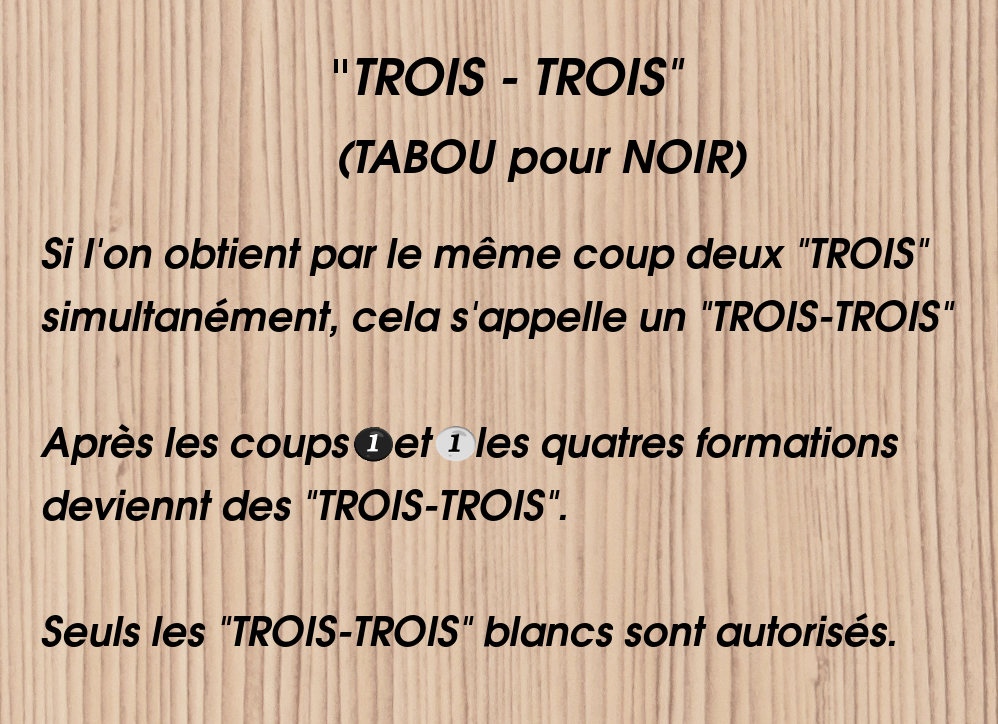 "TROIS - TROIS"
(TABOU pour NOIR)
Si l'on obtient par le même coup deux "TROIS"
simultanément, cela s'appelle un "TROIS-TROIS"
Après les coups 1 et 1 les quatres formations
deviennt des "TROIS-TROIS".
Seuls les "TROIS-TROIS" blancs sont autorisés.